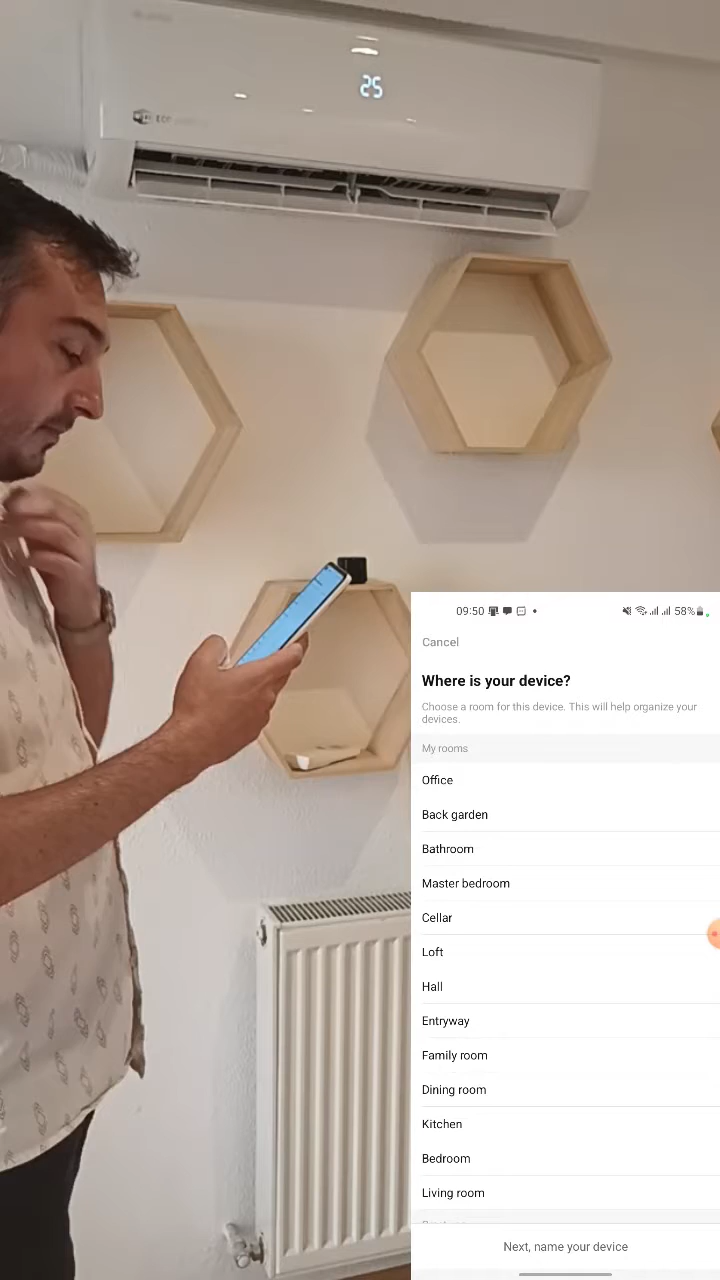 25
09:50
58%
Cancel
Where is your device?
Choose a room for this device. This will help organize your
devices.
My rooms
Office
Back garden
Bathroom
Master bedroom
Cellar
Loft
Hall
Entryway
Family room
Dining room
Kitchen
Bedroom
Living room
Next, name your device